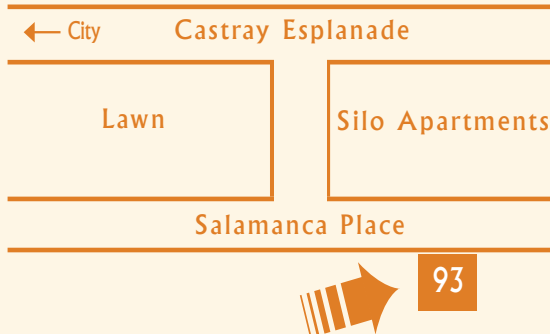 City
Castray Esplanade
Lawn
Silo Apartments
Salamanca Place
93